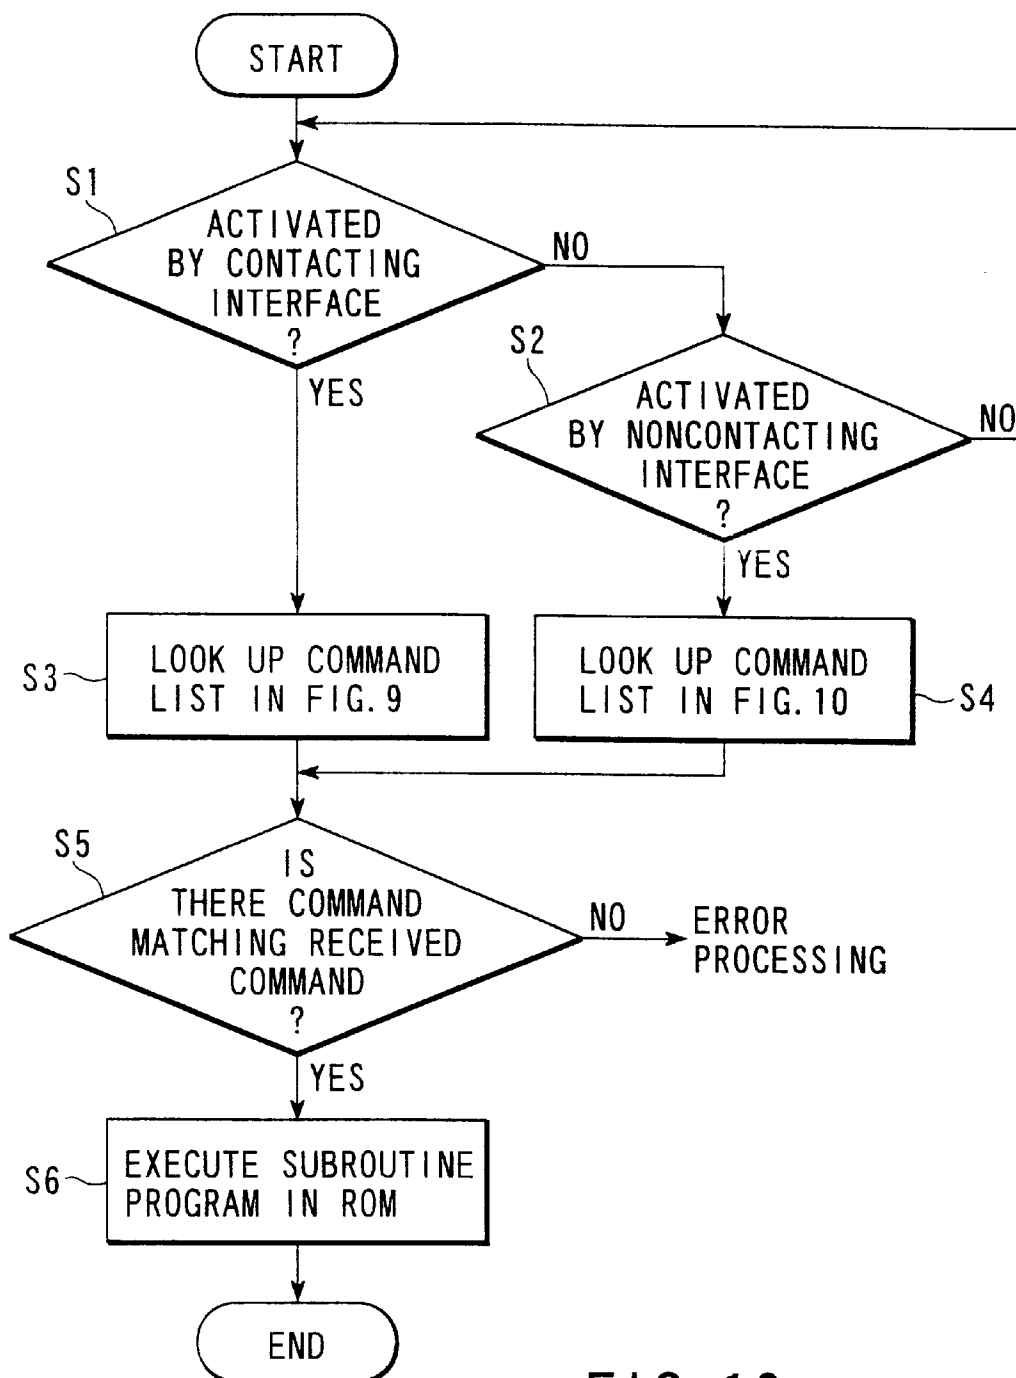 START
S1
ACTIVATED
BY CONTACTING
INTERFACE
?
NO
YES
S2
ACTIVATED
BY NONCONTACTING
INTERFACE
?
NO
YES
S3
LOOK UP COMMAND
LIST IN FIG.9
LOOK UP COMMAND
LIST IN FIG.10
S4
S5
IS
THERE COMMAND
MATCHING RECEIVED
COMMAND
?
NO
ERROR
PROCESSING
YES
S6
EXECUTE SUBROUTINE
PROGRAM IN ROM
END